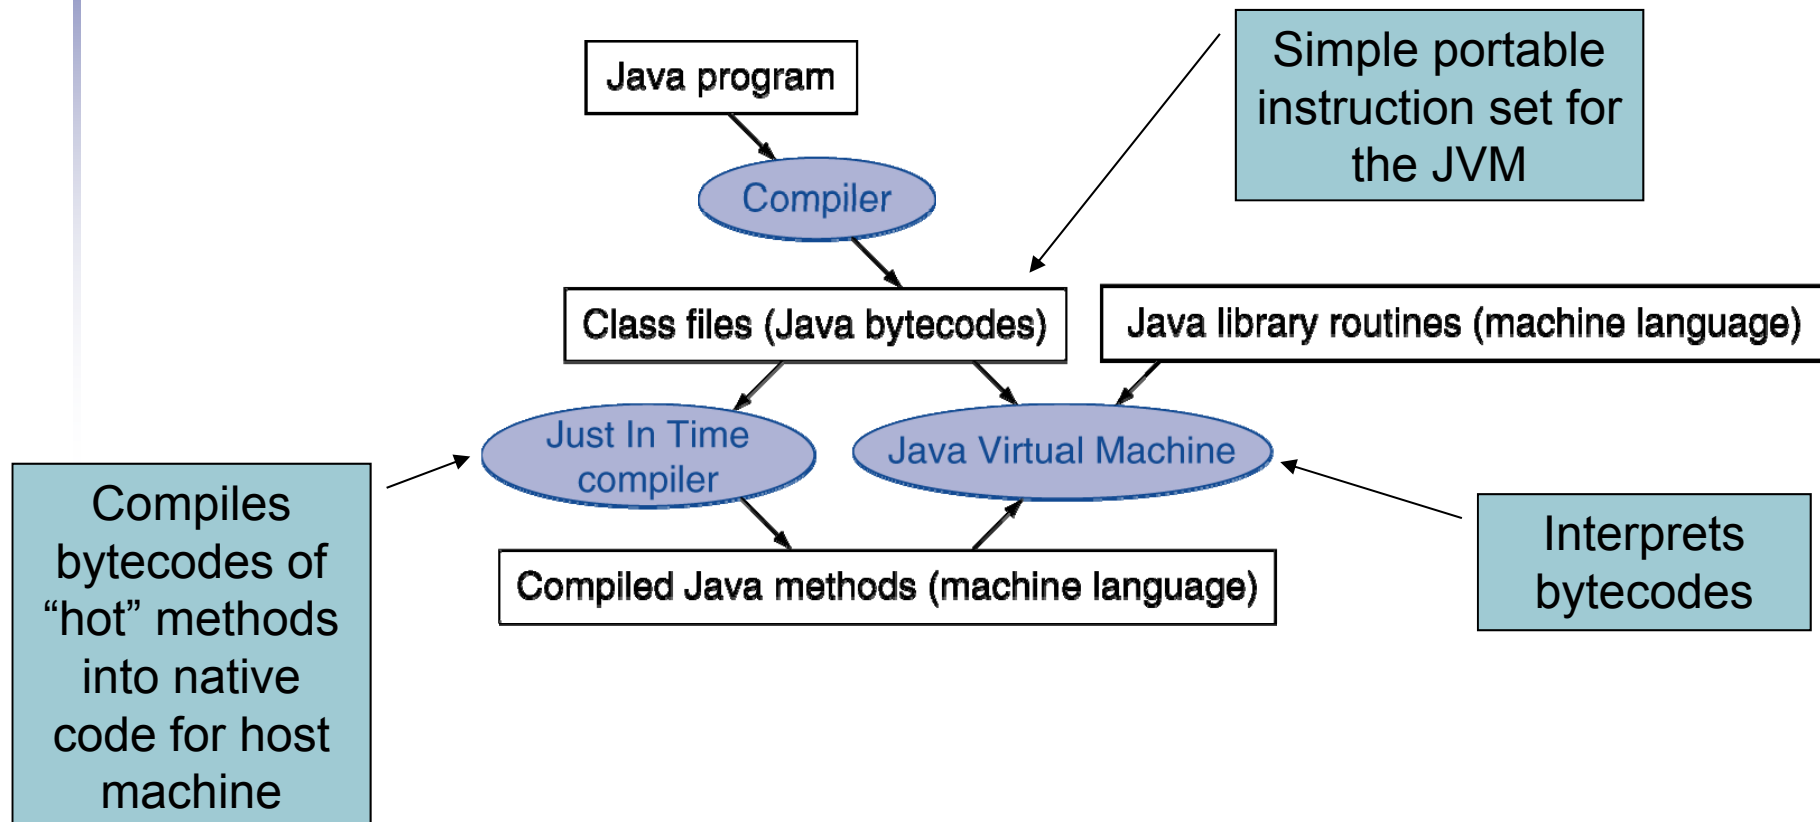 Java program
Simple portable
instruction set for
the JVM
Compiler
Class files (Java bytecodes)
Java library routines (machine language)
Just In Time
compiler
Java Virtual Machine
Compiles
bytecodes of
“hot” methods
into native
code for host
machine
Interprets
bytecodes
Compiled Java methods (machine language)